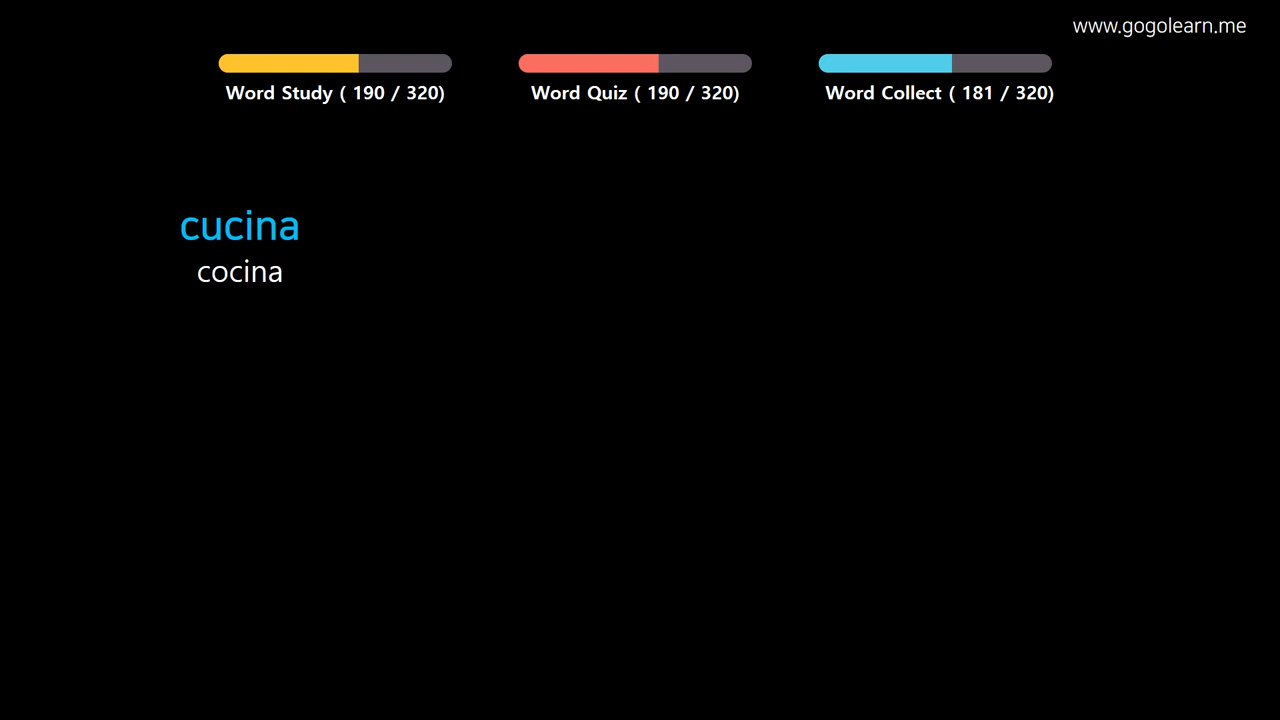 www.gogolearn.me
Word Study ( 190 / 320)
Word Quiz ( 190 / 320)
Word Collect ( 181 / 320)
cucina
cocina